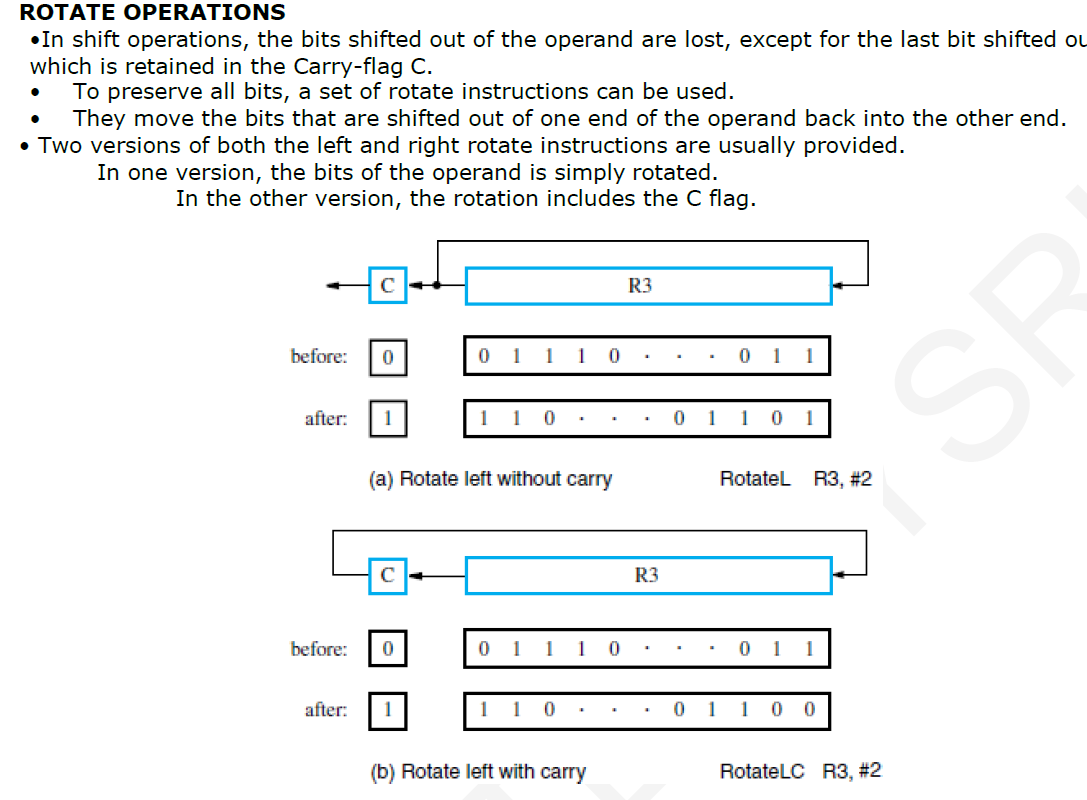 ROTATE OPERATIONS
•In shift operations, the bits shifted out of the operand are lost, except for the last bit shifted
which is retained in the Carry-flag C.
• To preserve all bits, a set of rotate instructions can be used.
• They move the bits that are shifted out of one end of the operand back into the other end.
• Two versions of both the left and right rotate instructions are usually provided.
In one version, the bits of the operand is simply rotated.
In the other version, the rotation includes the C flag.
C R3
before: 0 0 1 1 1 0 · · · 0 1 1
after: 1 1 1 0 · · · 0 1 1 0 1
(a) Rotate left without carry RotateL R3, #2
C R3
before: 0 0 1 1 1 0 · · · 0 1 1
after: 1 1 1 0 · · · 0 1 1 0 0
(b) Rotate left with carry RotateLC R3, #2